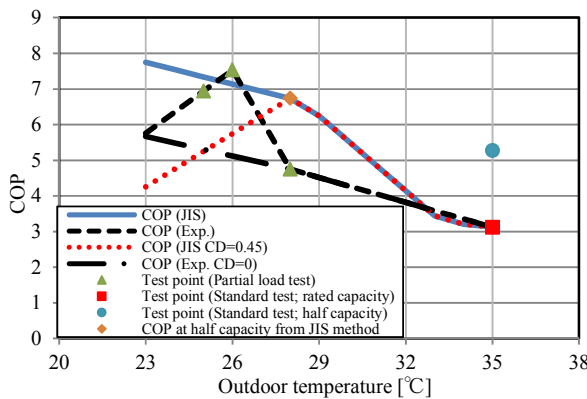 9
8
7
6
5
4
3
2
1
0
COP
COP (JIS)
COP (Exp.)
COP (JIS CD=0.45)
COP (Exp. CD=0)
Test point (Partial load test)
Test point (Standard test; rated capacity)
Test point (Standard test; half capacity)
COP at half capacity from JIS method
20 23 26 29 32 35 38
Outdoor temperature [℃]